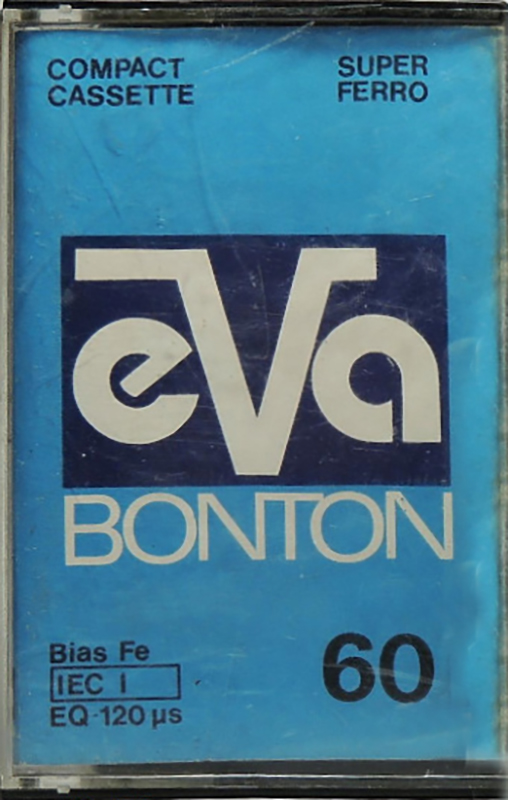 COMPACT CASSETTE
SUPER FERRO
eVa
BONTON
Bias Fe
IEC I
EQ-120 µs
60